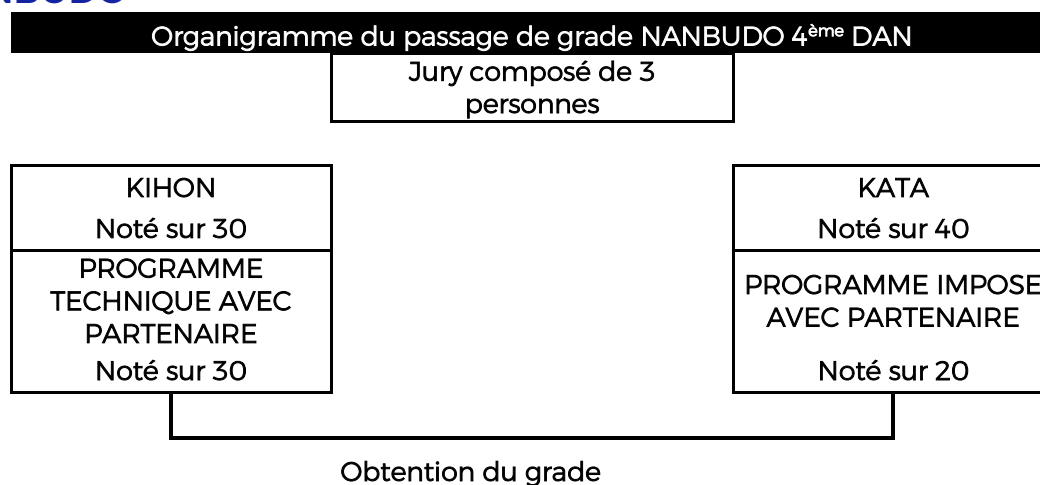 NBUDO
Organigramme du passage de grade NANBUDO 4ème DAN
Jury composé de 3
personnes
KIHON
Noté sur 30
PROGRAMME
TECHNIQUE AVEC
PARTENAIRE
Noté sur 30
KATA
Noté sur 40
PROGRAMME IMPOSE
AVEC PARTENAIRE
Noté sur 20
Obtention du grade